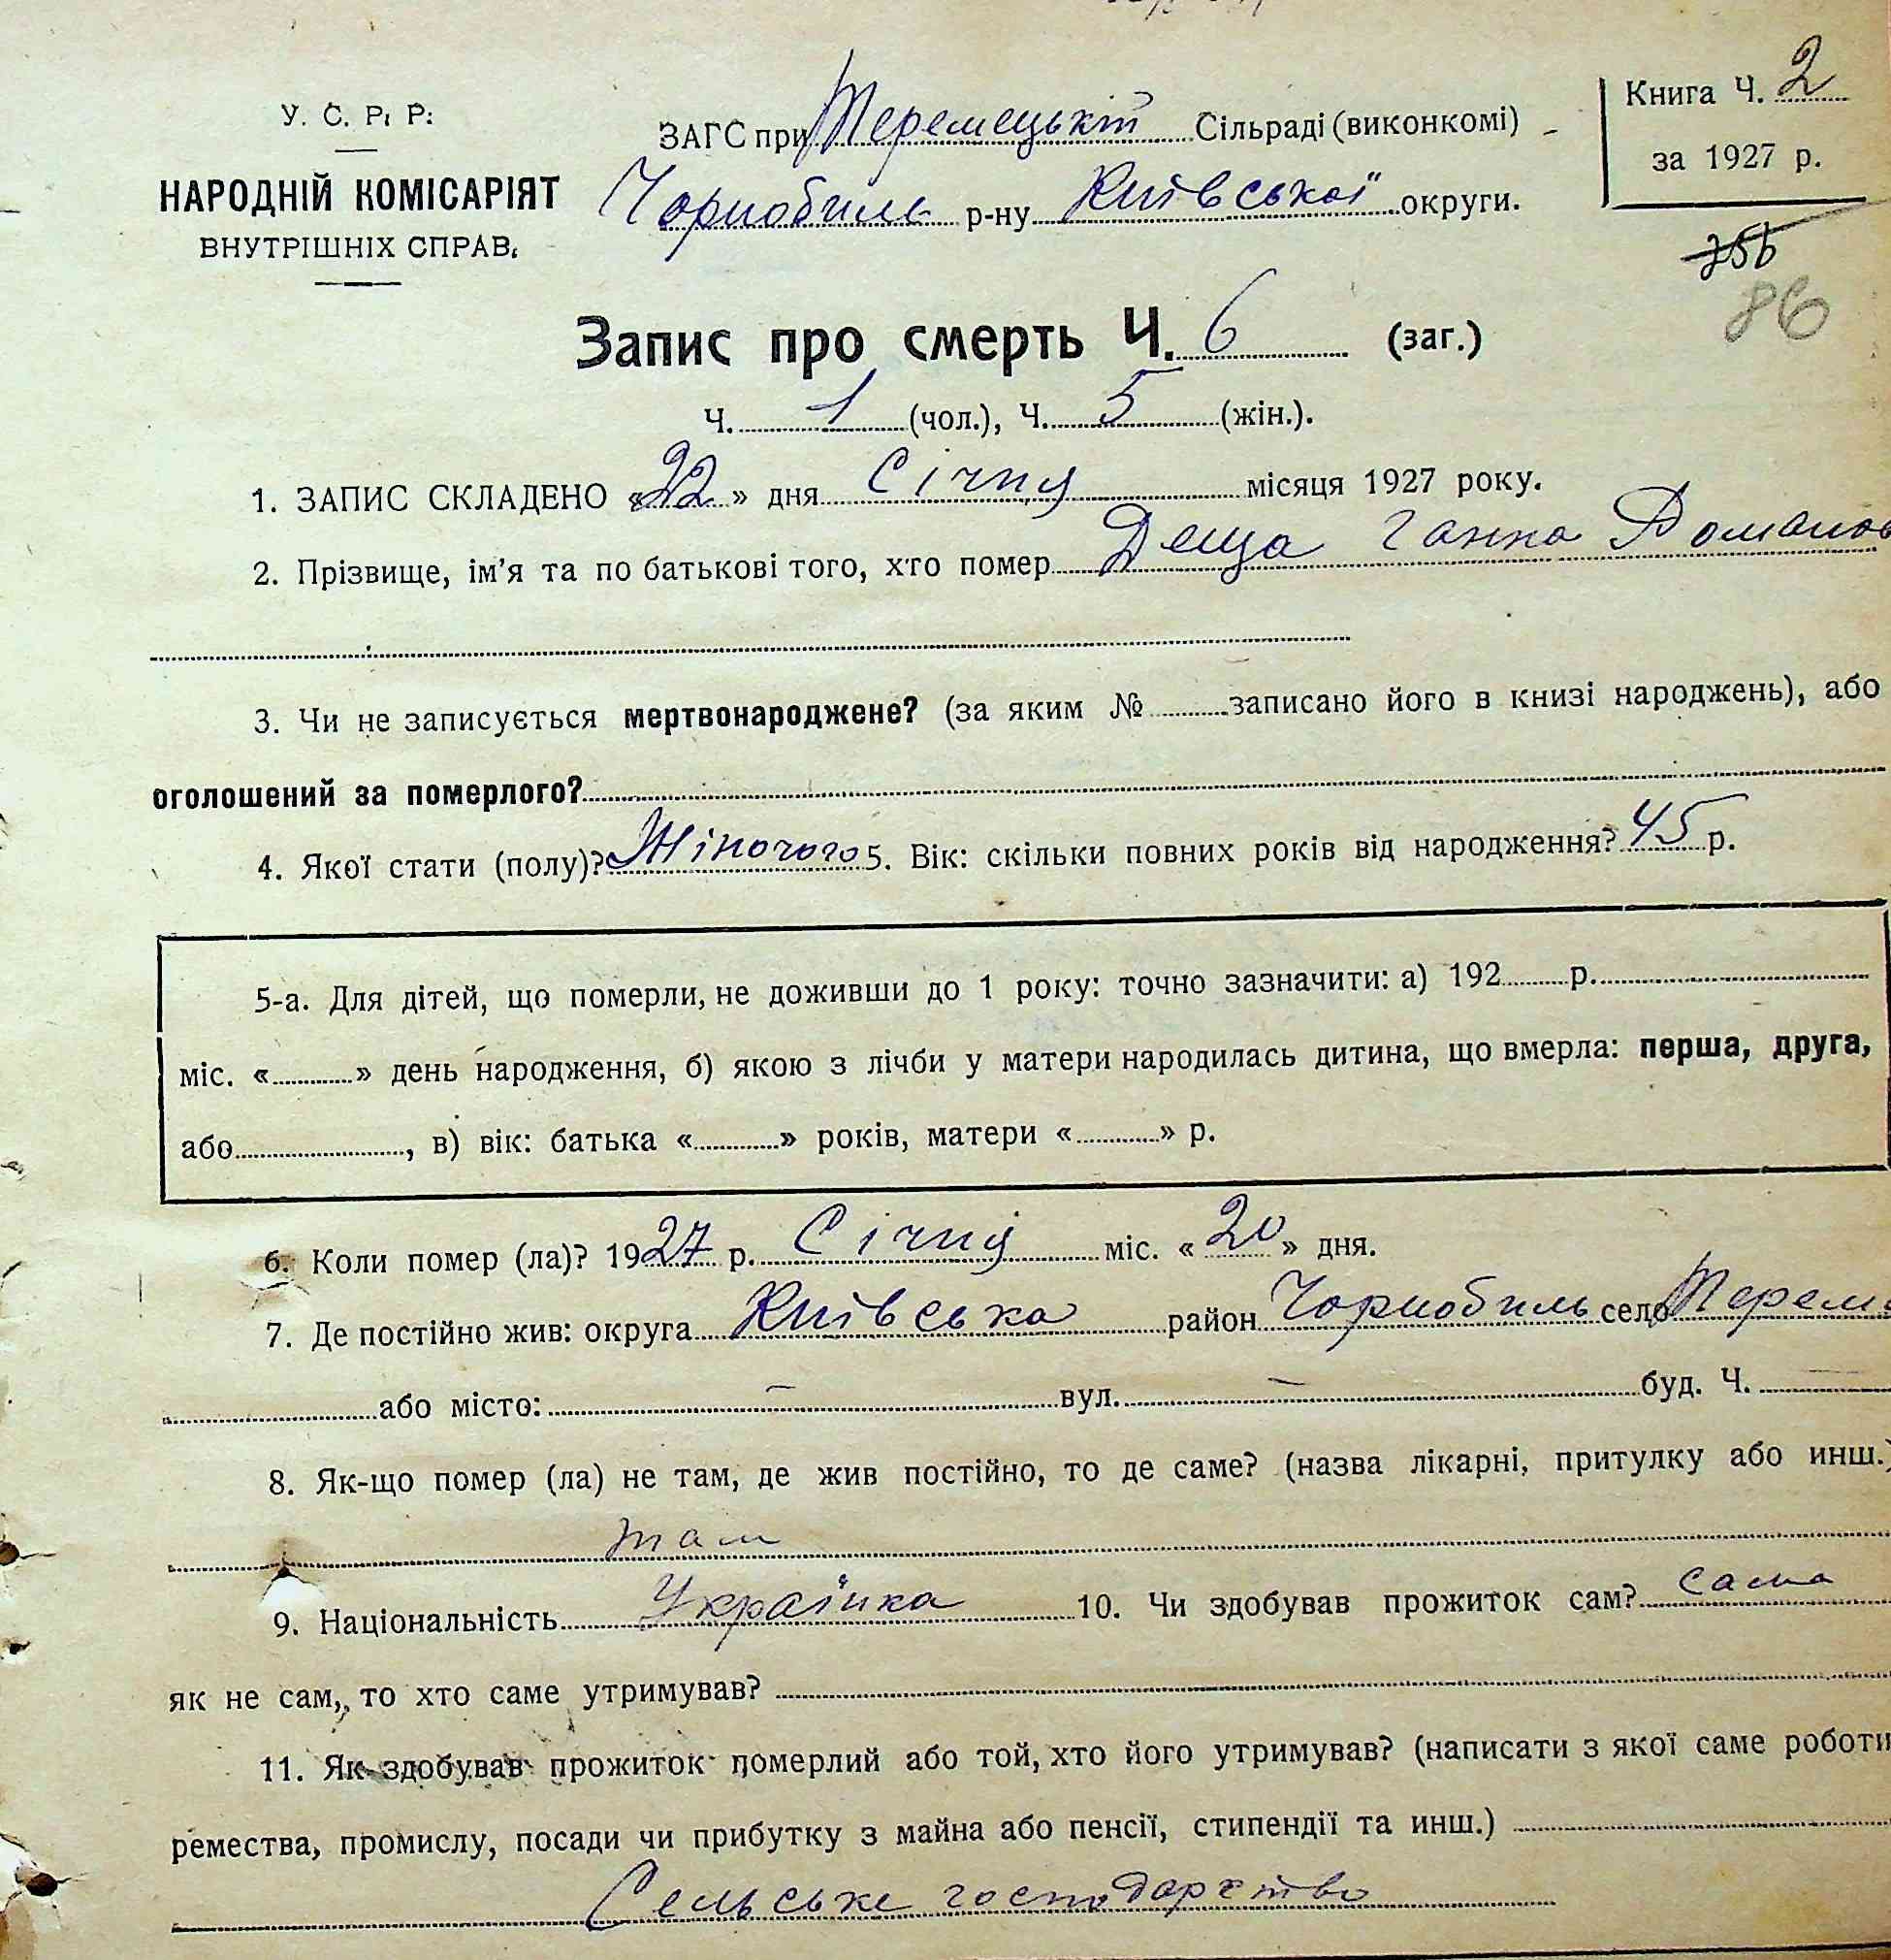 У. С. Р. Р.
НАРОДНІЙ КОМІСАРІЯТ
ВНУТРІШНІХ СПРАВ.
ЗАГС при Теремецькій Сільраді (виконкомі)
Чорнобиль р-ну Київської округи.
Книга Ч. 2
за 1927 р.
256
86
Запис про смерть Ч. 6 (заг.)
Ч. 1 (чол.), Ч. 5 (жін.).
1. ЗАПИС СКЛАДЕНО «22» дня Січня місяця 1927 року.
2. Прізвище, ім'я та по батькові того, хто помер Деща Ганна Романов
3. Чи не записується мертвонароджене? (за яким № записано його в книзі народжень), або
оголошений за померлого?
4. Якої стати (полу)? Жіночого 5. Вік: скільки повних років від народження? 45 р.
5-а. Для дітей, що померли, не доживши до 1 року: точно зазначити: а) 192 р.
міс. « » день народження, б) якою з лічби у матери народилась дитина, що вмерла: перша, друга,
або , в) вік: батька « » років, матери « » р.
6. Коли помер (ла)? 1927 р. Січня міс. «20» дня.
7. Де постійно жив: округа Київська район Чорнобиль село Терем
або місто: — вул. — буд. Ч.
8. Як-що помер (ла) не там, де жив постійно, то де саме? (назва лікарні, притулку або инш.)
там
9. Національність Українка 10. Чи здобував прожиток сам? сама
як не сам, то хто саме утримував?
11. Як здобував прожиток померлий або той, хто його утримував? (написати з якої саме роботи
ремества, промислу, посади чи прибутку з майна або пенсії, стипендії та инш.)
Сельське господарство